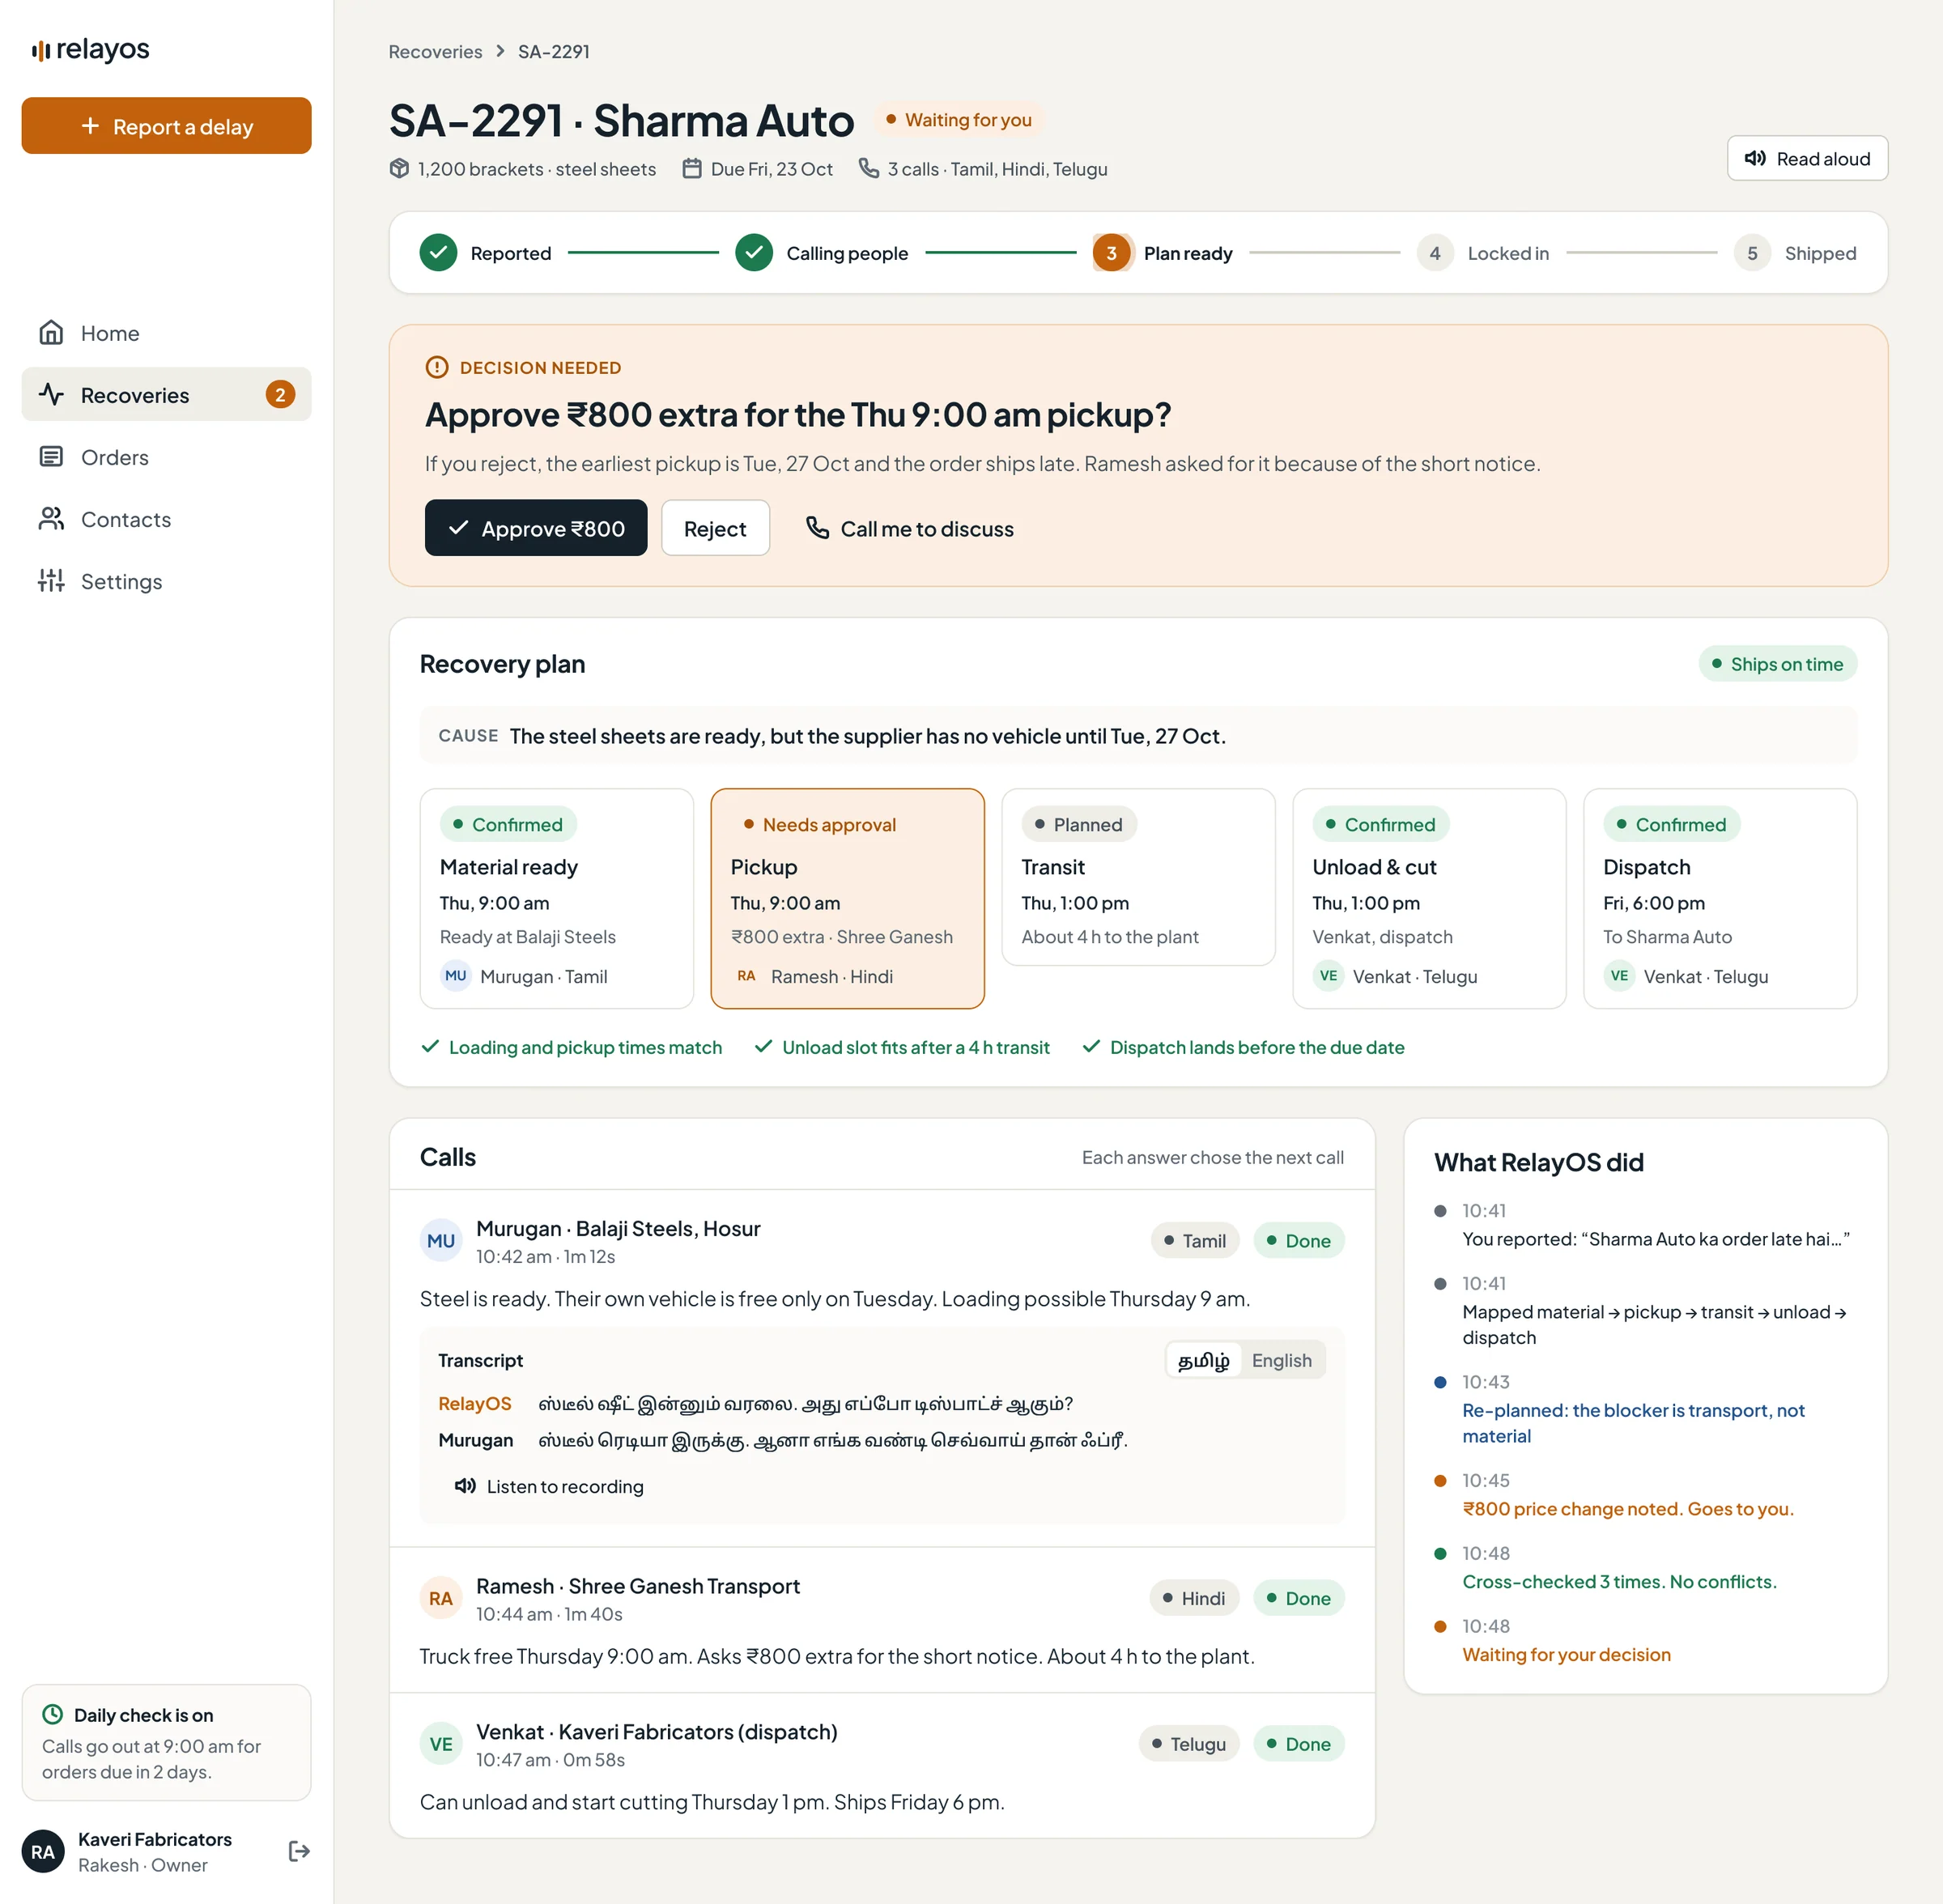 relayos
Report a delay
Home
Recoveries 2
Orders
Contacts
Settings
Daily check is on
Calls go out at 9:00 am for
orders due in 2 days.
RA
Kaveri Fabricators
Rakesh · Owner
Recoveries > SA-2291
SA-2291 · Sharma Auto
Waiting for you
1,200 brackets · steel sheets
Due Fri, 23 Oct
3 calls · Tamil, Hindi, Telugu
Read aloud
Reported
Calling people
3 Plan ready
4 Locked in
5 Shipped
DECISION NEEDED
Approve ₹800 extra for the Thu 9:00 am pickup?
If you reject, the earliest pickup is Tue, 27 Oct and the order ships late. Ramesh asked for it because of the short notice.
Approve ₹800
Reject
Call me to discuss
Recovery plan
Ships on time
CAUSE The steel sheets are ready, but the supplier has no vehicle until Tue, 27 Oct.
Confirmed
Material ready
Thu, 9:00 am
Ready at Balaji Steels
MU Murugan · Tamil
Needs approval
Pickup
Thu, 9:00 am
₹800 extra · Shree Ganesh
RA Ramesh · Hindi
Planned
Transit
Thu, 1:00 pm
About 4 h to the plant
Confirmed
Unload & cut
Thu, 1:00 pm
Venkat, dispatch
VE Venkat · Telugu
Confirmed
Dispatch
Fri, 6:00 pm
To Sharma Auto
VE Venkat · Telugu
Loading and pickup times match
Unload slot fits after a 4 h transit
Dispatch lands before the due date
Calls
Each answer chose the next call
MU
Murugan · Balaji Steels, Hosur
10:42 am · 1m 12s
Tamil
Done
Steel is ready. Their own vehicle is free only on Tuesday. Loading possible Thursday 9 am.
Transcript
தமிழ்
English
RelayOS ஸ்டீல் ஷீட் இன்னும் வரலை. அது எப்போ டிஸ்பாட்ச் ஆகும்?
Murugan ஸ்டீல் ரெடியா இருக்கு. ஆனா எங்க வண்டி செவ்வாய் தான் ஃப்ரீ.
Listen to recording
RA
Ramesh · Shree Ganesh Transport
10:44 am · 1m 40s
Hindi
Done
Truck free Thursday 9:00 am. Asks ₹800 extra for the short notice. About 4 h to the plant.
VE
Venkat · Kaveri Fabricators (dispatch)
10:47 am · 0m 58s
Telugu
Done
Can unload and start cutting Thursday 1 pm. Ships Friday 6 pm.
What RelayOS did
10:41
You reported: “Sharma Auto ka order late hai…”
10:41
Mapped material → pickup → transit → unload →
dispatch
10:43
Re-planned: the blocker is transport, not
material
10:45
₹800 price change noted. Goes to you.
10:48
Cross-checked 3 times. No conflicts.
10:48
Waiting for your decision